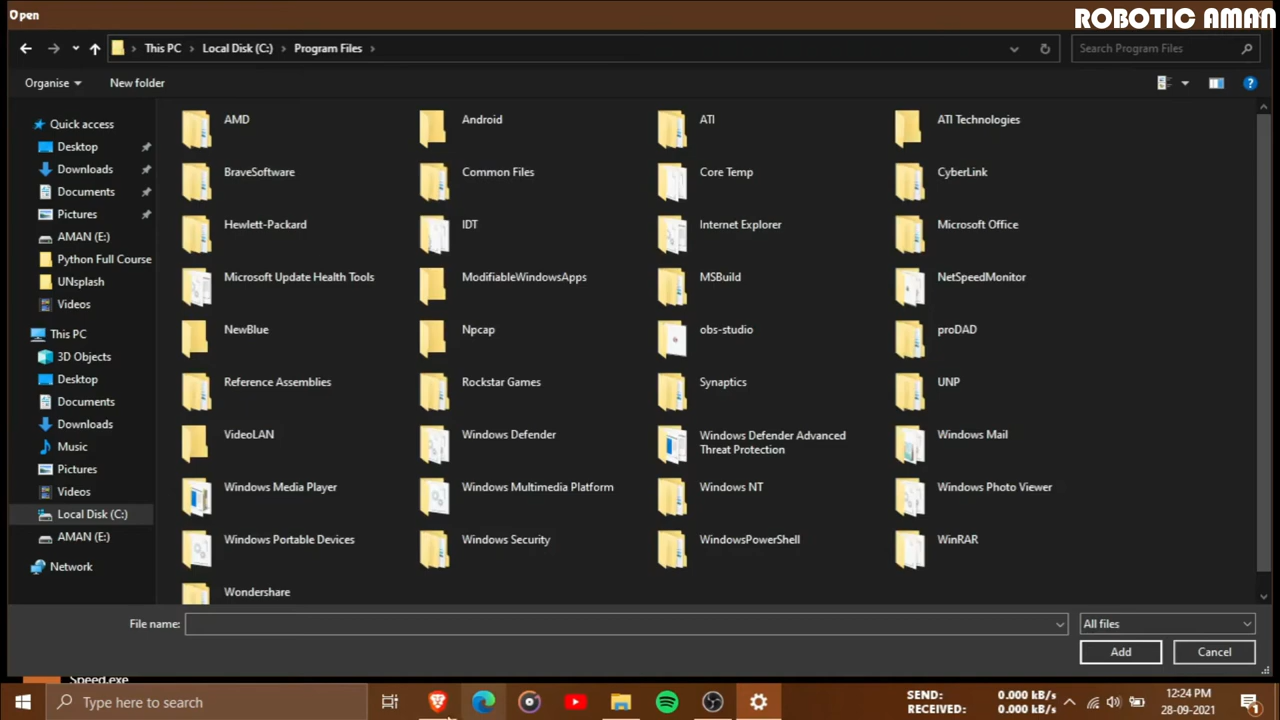 Open
ROBOTIC AMAN
This PC
Local Disk (C:)
Program Files
Search Program Files
Organise
New folder
Quick access
Desktop
Downloads
Documents
Pictures
AMAN (E:)
Python Full Course
UNsplash
Videos
This PC
3D Objects
Desktop
Documents
Downloads
Music
Pictures
Videos
Local Disk (C:)
AMAN (E:)
Network
AMD
Android
ATI
ATI Technologies
BraveSoftware
Common Files
Core Temp
CyberLink
Hewlett-Packard
IDT
Internet Explorer
Microsoft Office
Microsoft Update Health Tools
ModifiableWindowsApps
MSBuild
NetSpeedMonitor
NewBlue
Npcap
obs-studio
proDAD
Reference Assemblies
Rockstar Games
Synaptics
UNP
VideoLAN
Windows Defender
Windows Defender Advanced
Threat Protection
Windows Mail
Windows Media Player
Windows Multimedia Platform
Windows NT
Windows Photo Viewer
Windows Portable Devices
Windows Security
WindowsPowerShell
WinRAR
Wondershare
File name:
All files
Add
Cancel
Speed.exe
Type here to search
SEND: 0.000 kB/s
RECEIVED: 0.000 kB/s
12:24 PM
28-09-2021
1